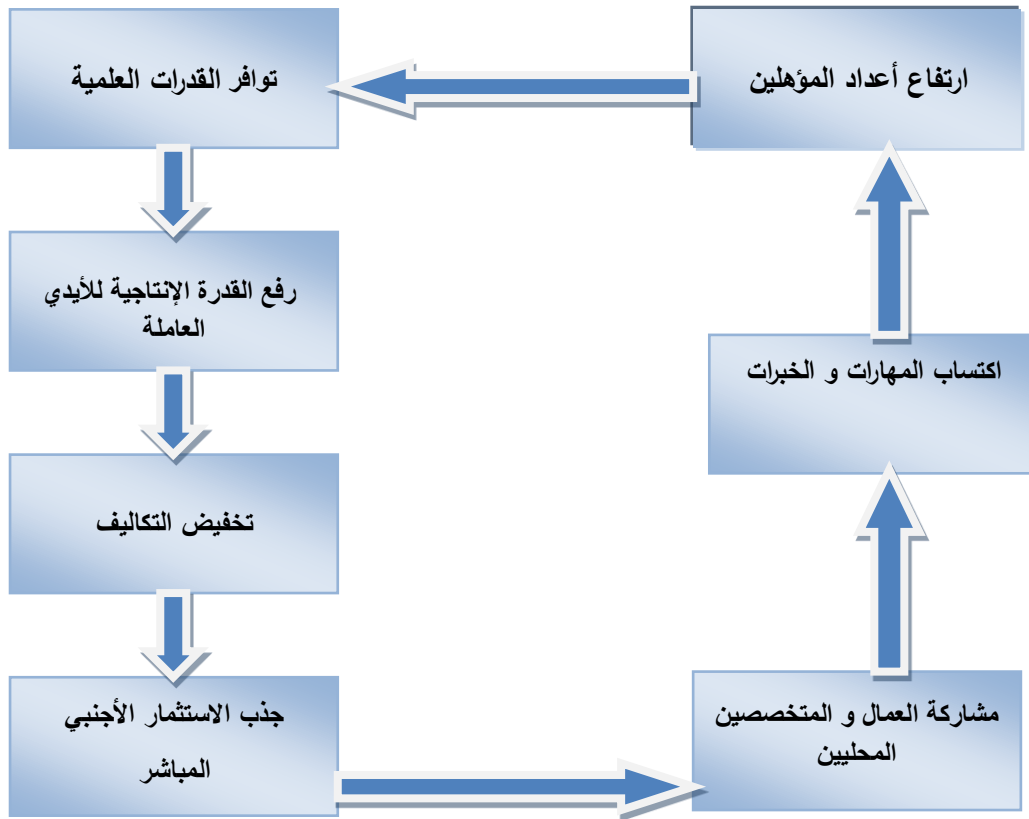 ارتفاع أعداد المؤهلين
توافر القدرات العلمية
رفع القدرة الإنتاجية للأيدي
العاملة
تخفيض التكاليف
جذب الاستثمار الأجنبي
المباشر
مشاركة العمال و المتخصصين
المحليين
اكتساب المهارات و الخبرات